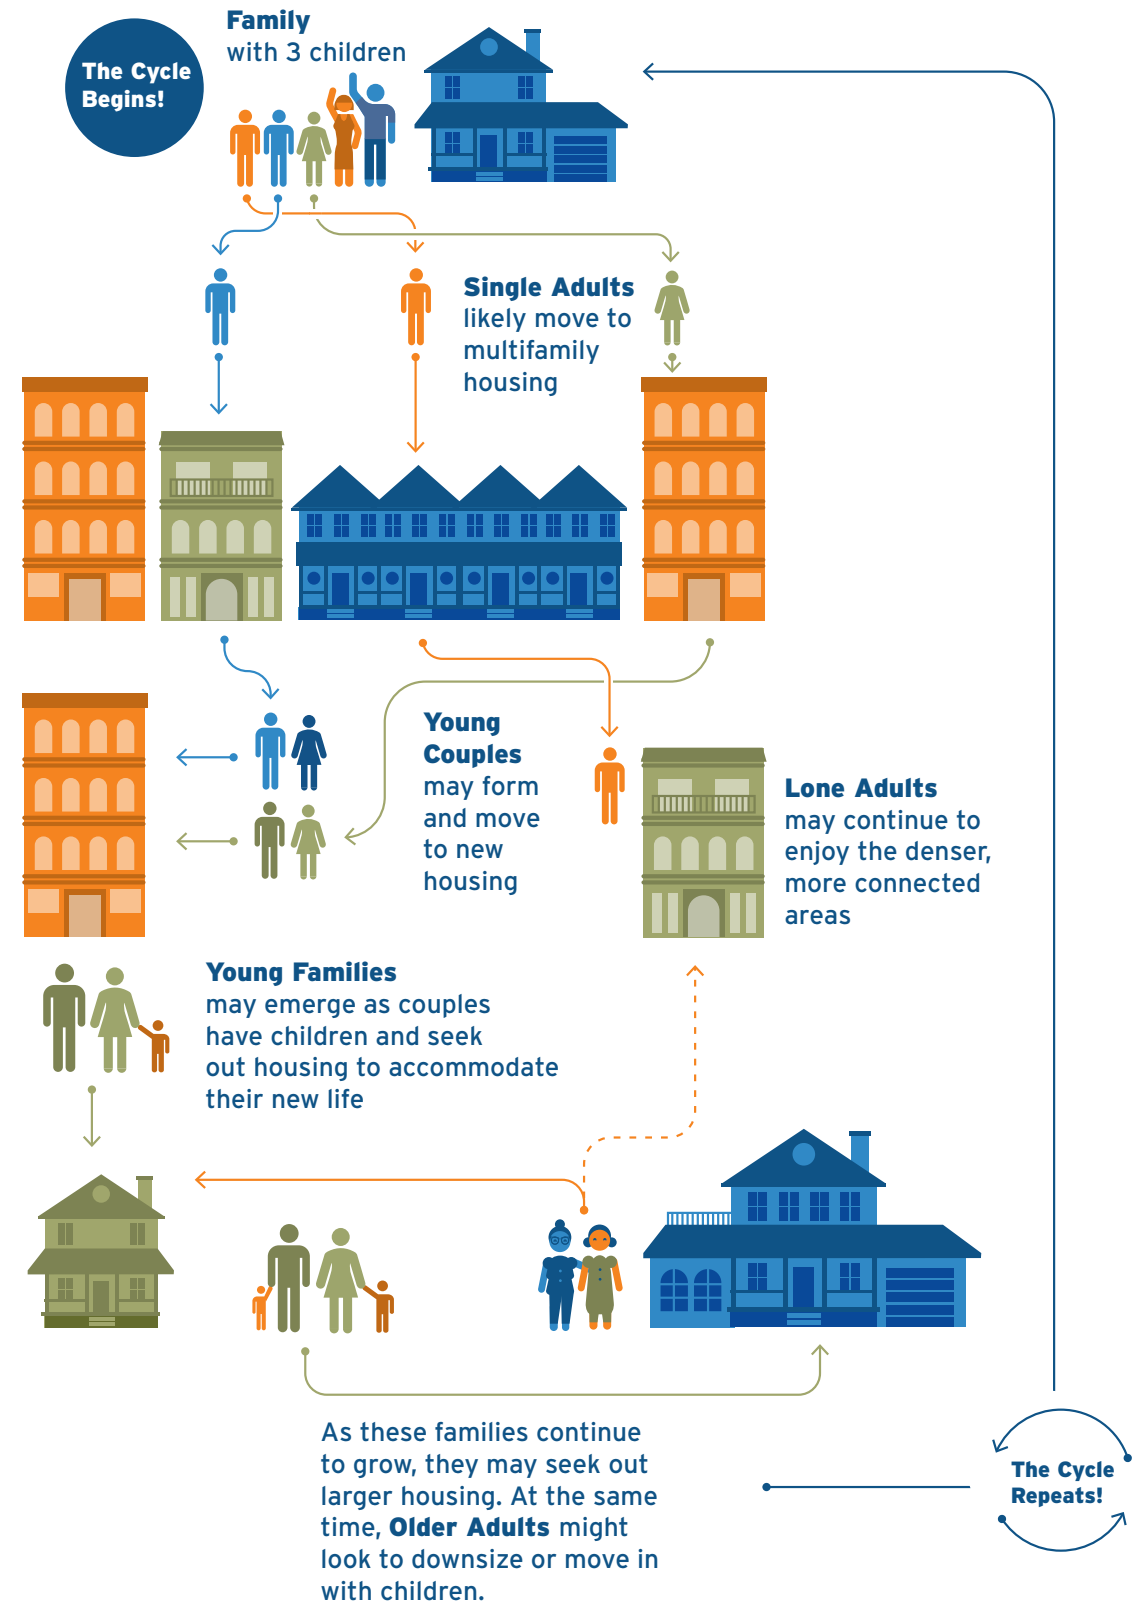 The Cycle
Begins!
Family
with 3 children
Single Adults
likely move to
multifamily
housing
Young
Couples
may form
and move
to new
housing
Lone Adults
may continue to
enjoy the denser,
more connected
areas
Young Families
may emerge as couples
have children and seek
out housing to accommodate
their new life
As these families continue
to grow, they may seek out
larger housing. At the same
time, Older Adults might
look to downsize or move in
with children.
The Cycle
Repeats!